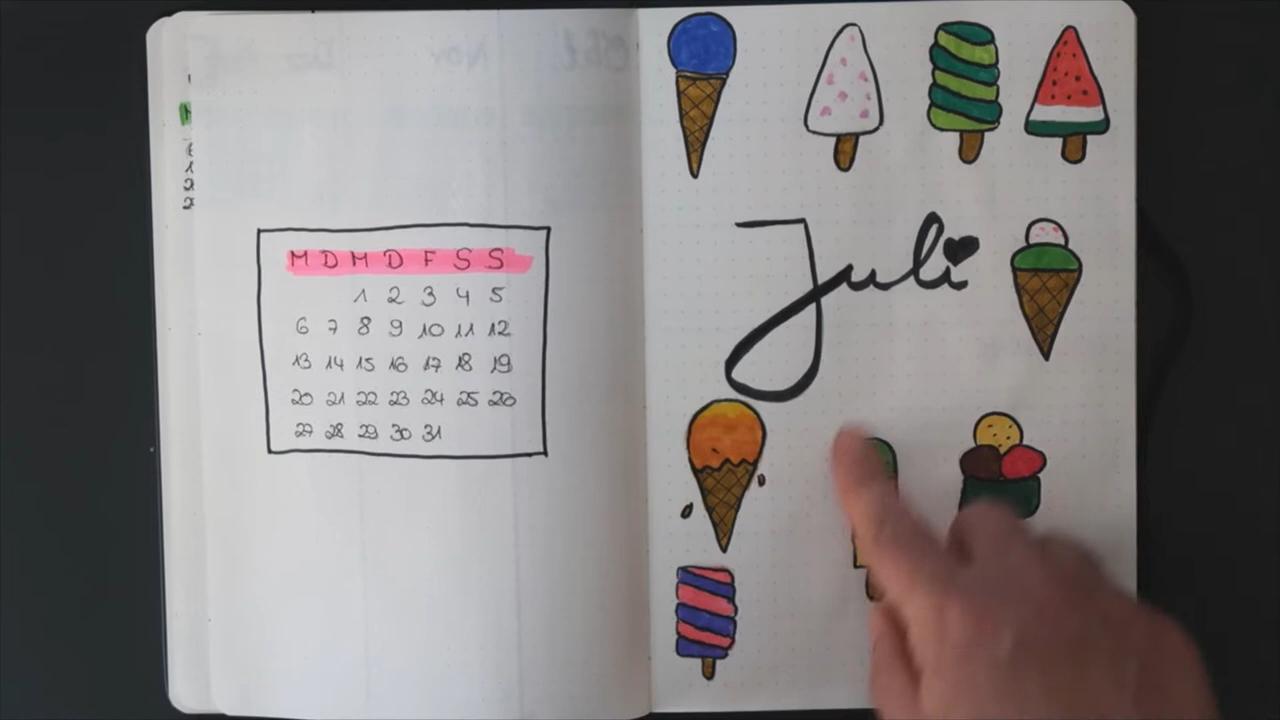 M D M D F S S
1 2 3 4 5
6 7 8 9 10 11 12
13 14 15 16 17 18 19
20 21 22 23 24 25 26
27 28 29 30 31
Juli